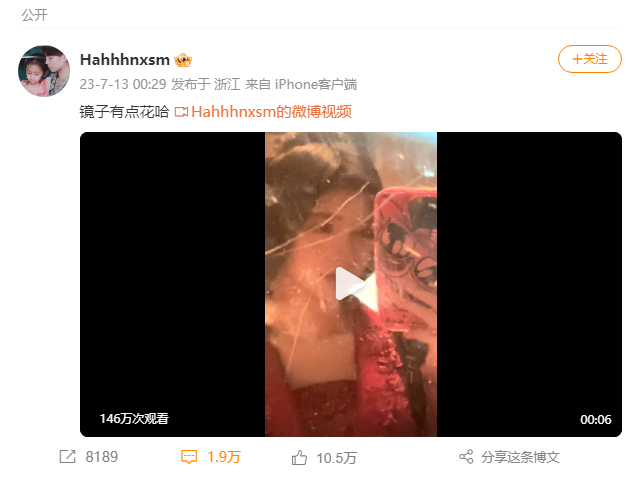 公开
Hahhhnxsm
+关注
23-7-13 00:29 发布于 浙江 来自 iPhone客户端
镜子有点花哈 Hahhhnxsm的微博视频
146万次观看
00:06
8189 1.9万 10.5万 分享这条博文